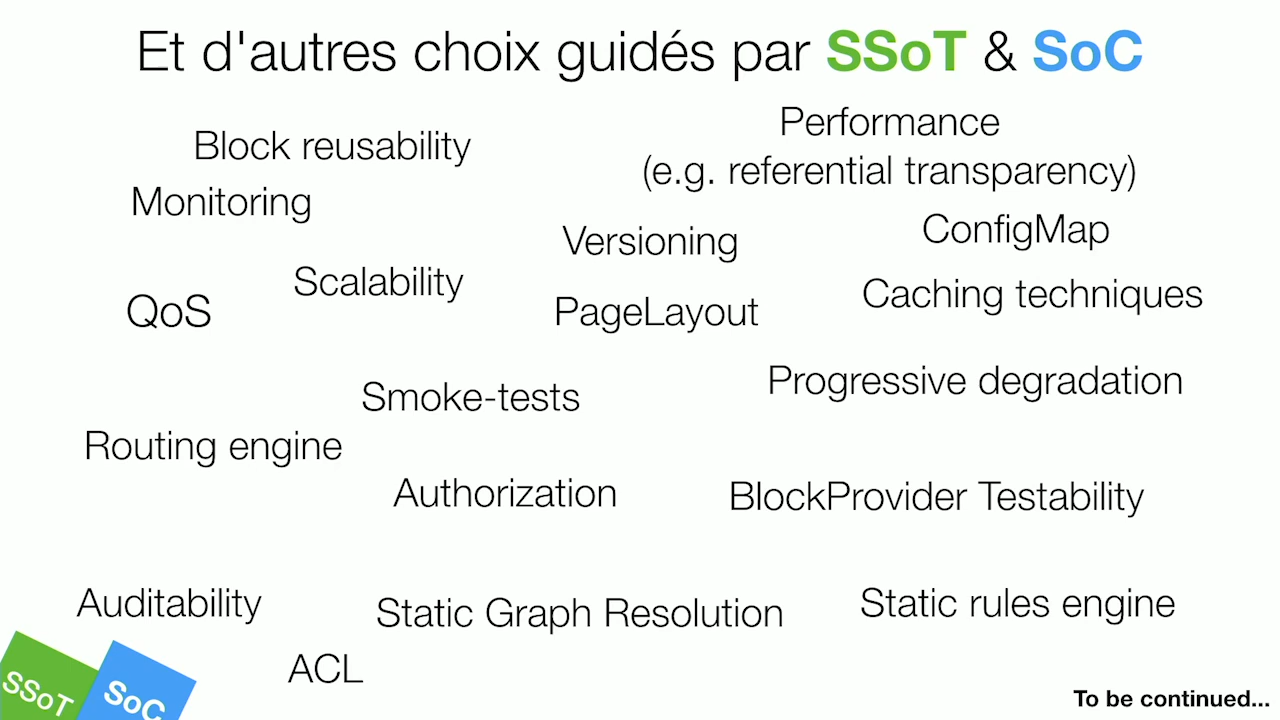 Et d'autres choix guidés par SSoT & SoC
Block reusability
Performance
(e.g. referential transparency)
Monitoring
Versioning
ConfigMap
Scalability
QoS
PageLayout
Caching techniques
Smoke-tests
Progressive degradation
Routing engine
Authorization
BlockProvider Testability
Auditability
Static Graph Resolution
Static rules engine
ACL
SSoT
SoC
To be continued...